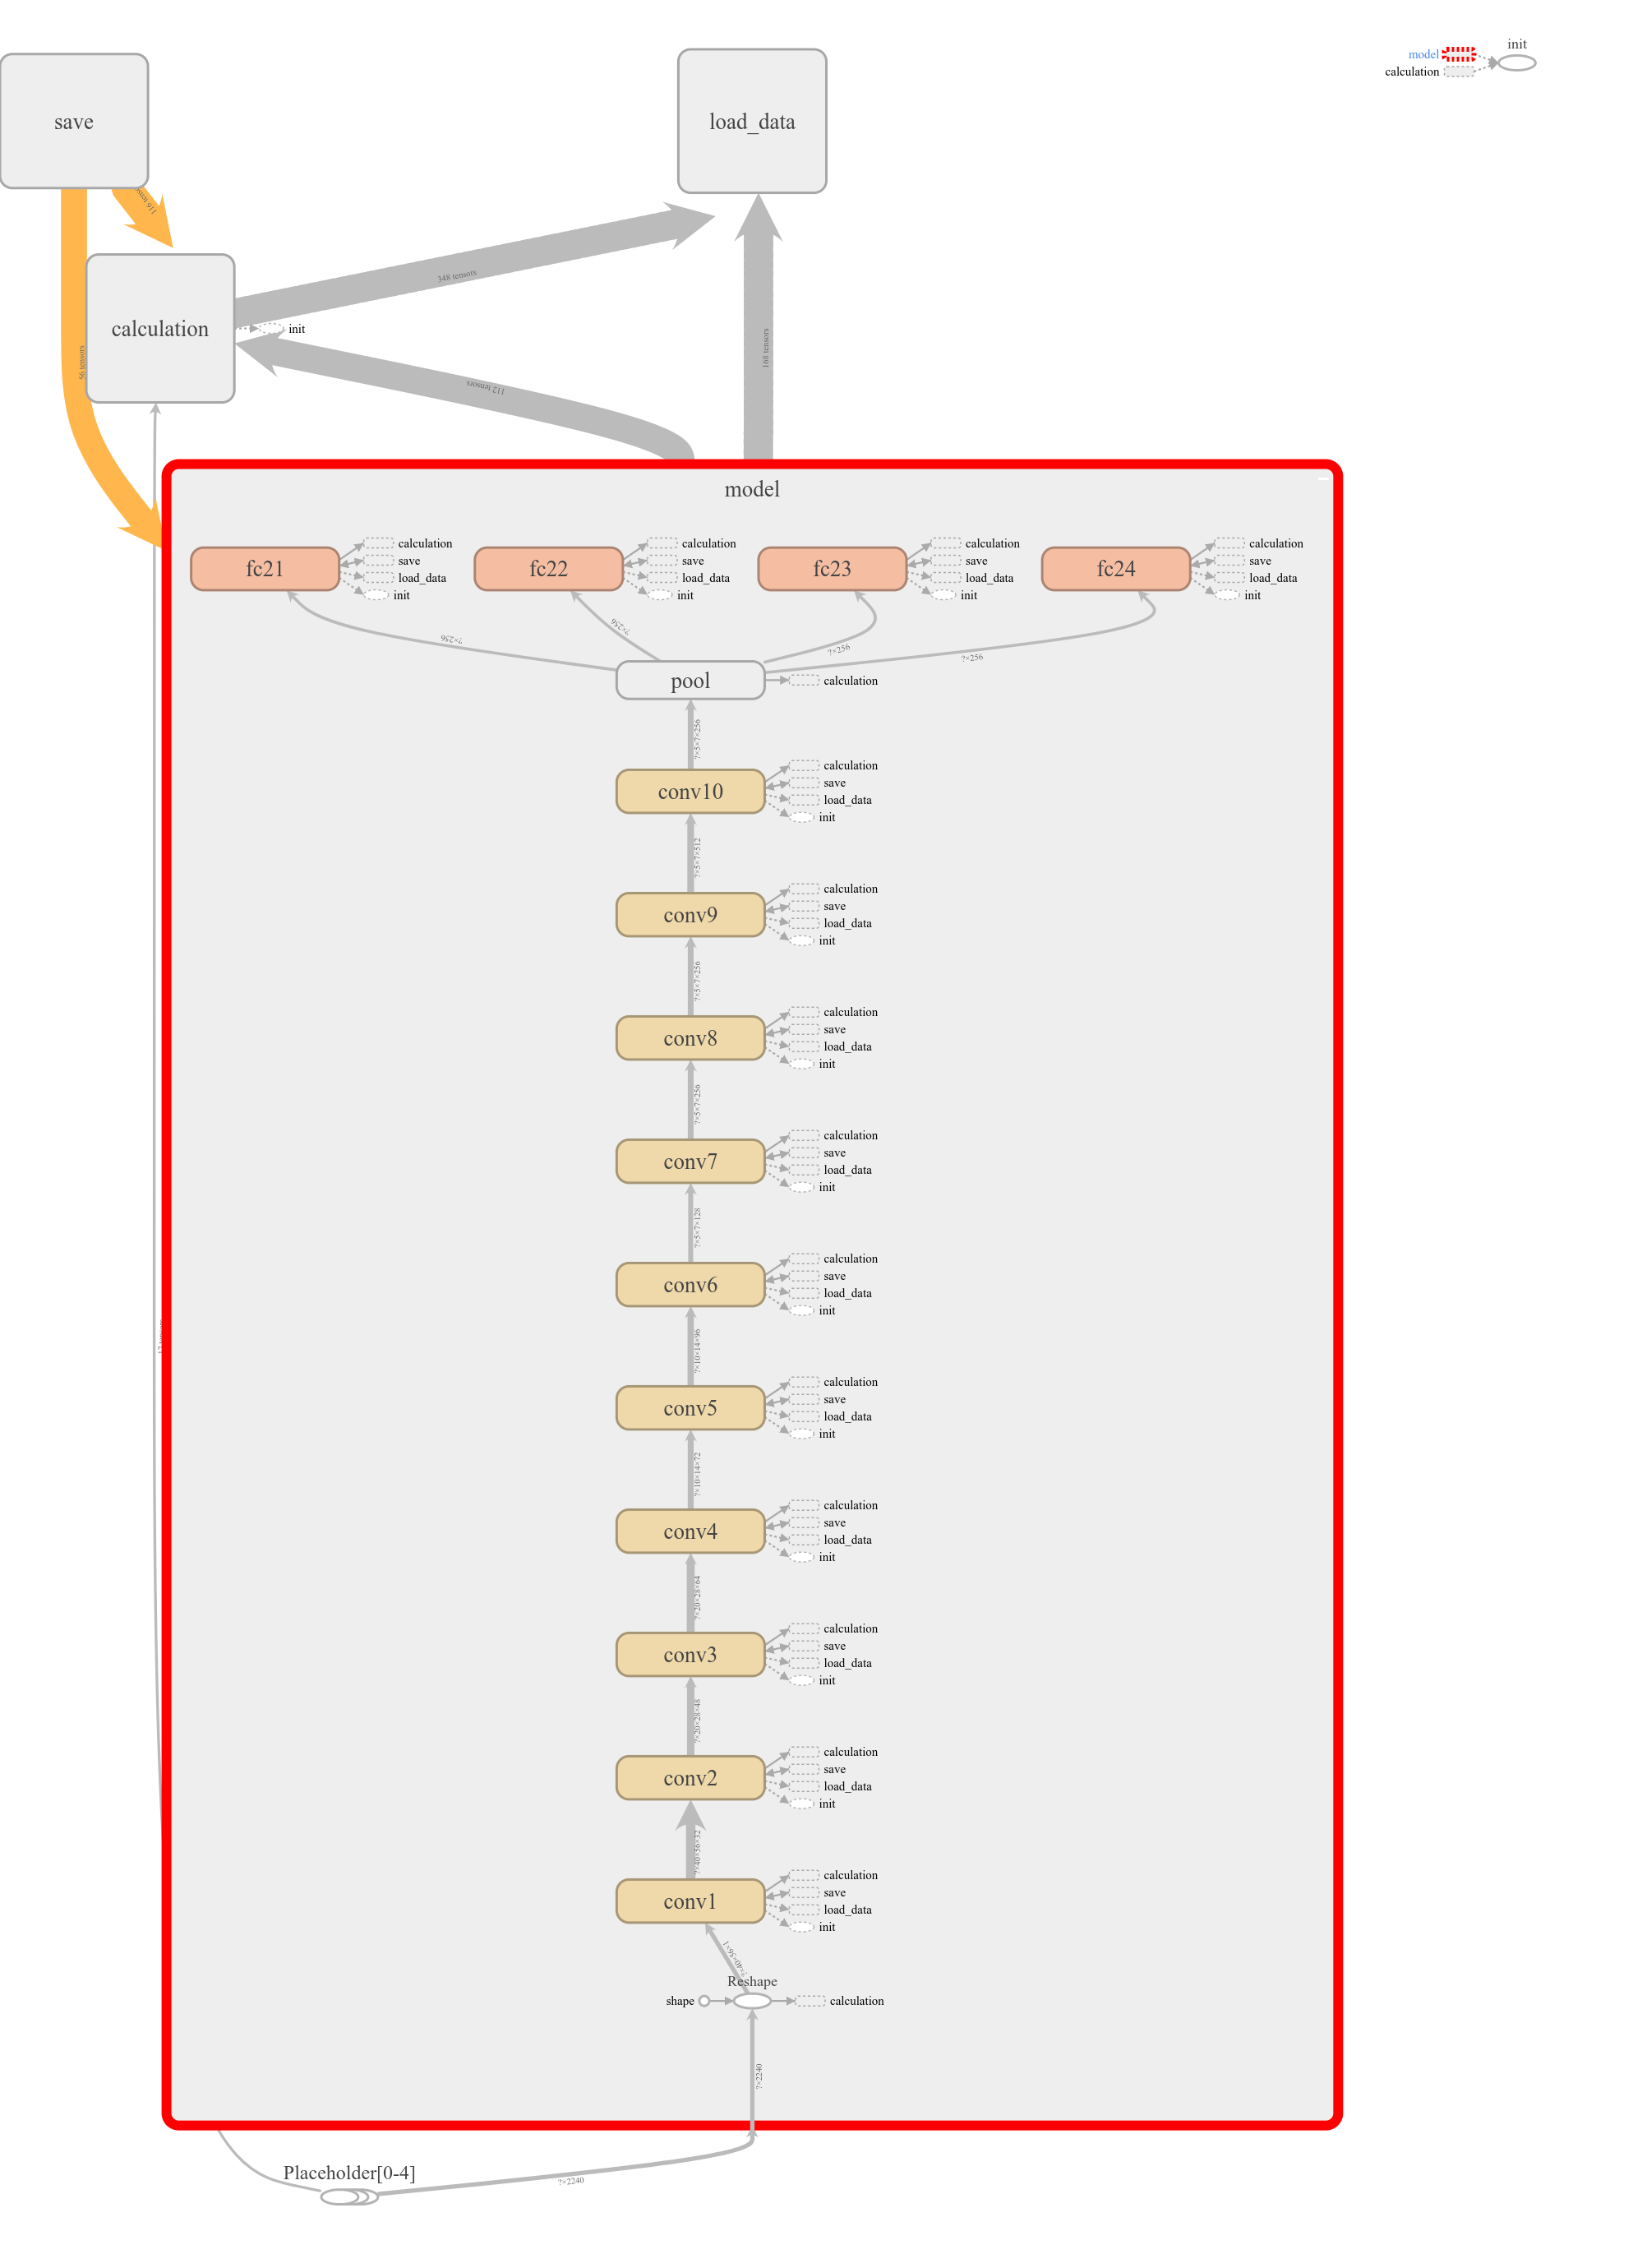 save
load_data
model
init
calculation
116 tensors
348 tensors
calculation
init
56 tensors
112 tensors
168 tensors
model
fc21
calculation
save
load_data
init
fc22
calculation
save
load_data
init
fc23
calculation
save
load_data
init
fc24
calculation
save
load_data
init
?×256
?×256
?×256
?×256
pool
calculation
?×5×7×256
conv10
calculation
save
load_data
init
?×5×7×512
conv9
calculation
save
load_data
init
?×5×7×256
conv8
calculation
save
load_data
init
?×5×7×256
conv7
calculation
save
load_data
init
?×5×7×128
conv6
calculation
save
load_data
init
?×10×14×96
conv5
calculation
save
load_data
init
?×10×14×72
conv4
calculation
save
load_data
init
?×20×28×64
conv3
calculation
save
load_data
init
?×20×28×48
conv2
calculation
save
load_data
init
?×40×56×32
conv1
calculation
save
load_data
init
?×40×56×1
Reshape
shape
calculation
?×2240
Placeholder[0-4]
?×2240